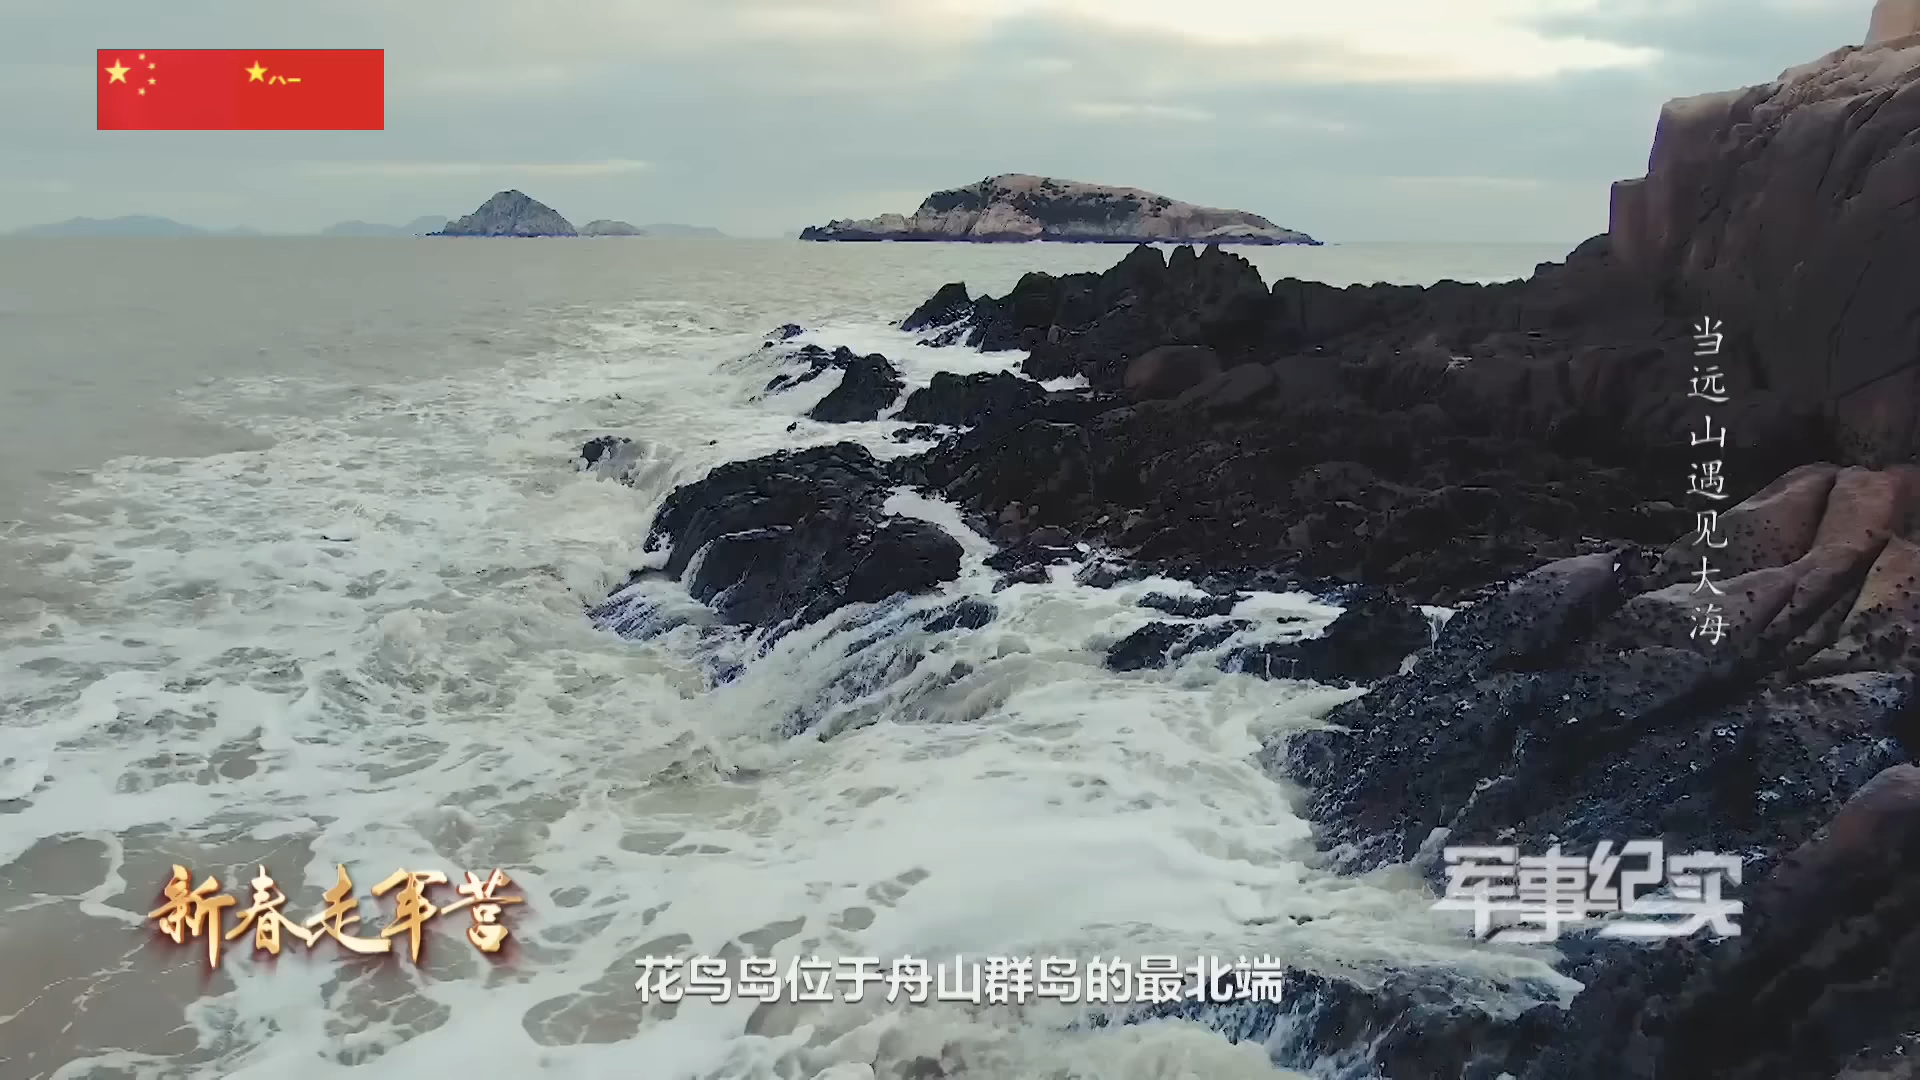 八一
当远山遇见大海
新春走军营
军事纪实
花鸟岛位于舟山群岛的最北端